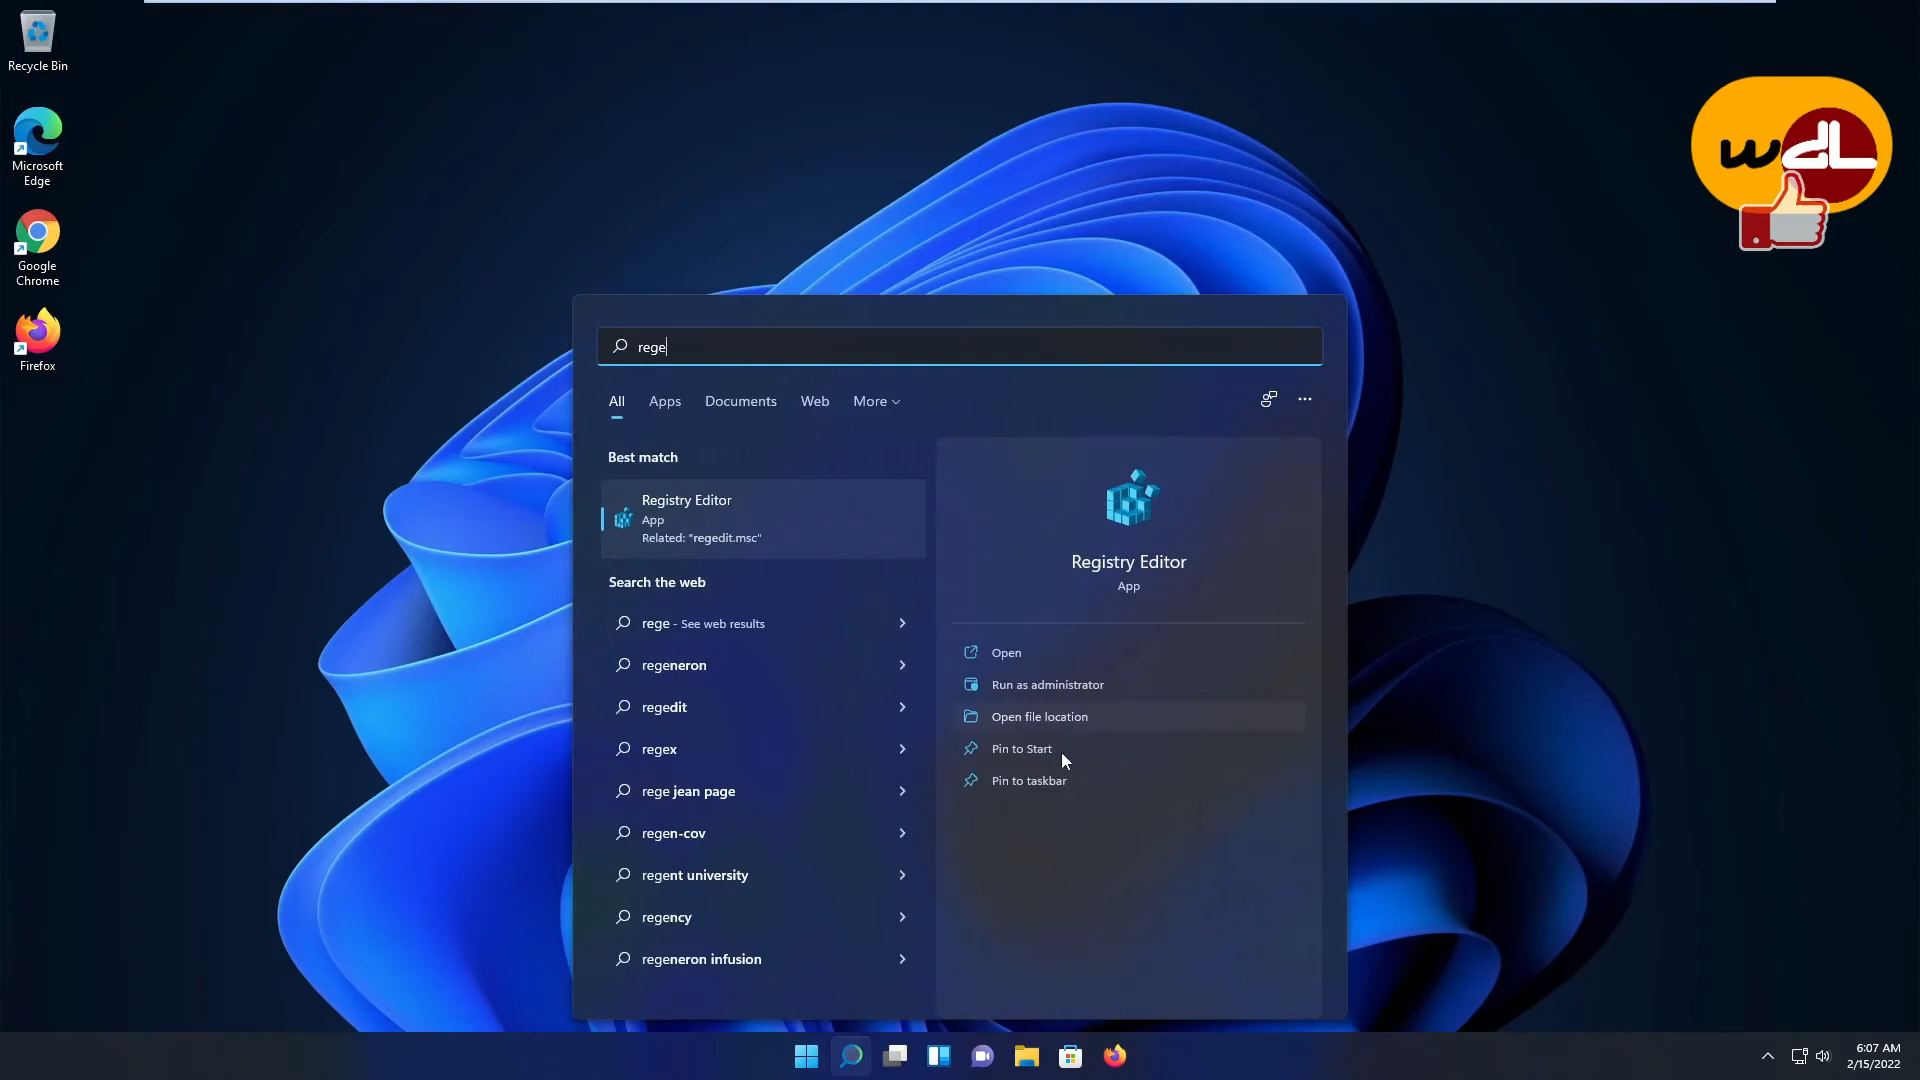 Recycle Bin
Microsoft
Edge
Google
Chrome
Firefox
wdL
rege
All
Apps
Documents
Web
More
Best match
Registry Editor
App
Related: "regedit.msc"
Search the web
rege - See web results
regeneron
regedit
regex
rege jean page
regen-cov
regent university
regency
regeneron infusion
Registry Editor
App
Open
Run as administrator
Open file location
Pin to Start
Pin to taskbar
6:07 AM
2/15/2022